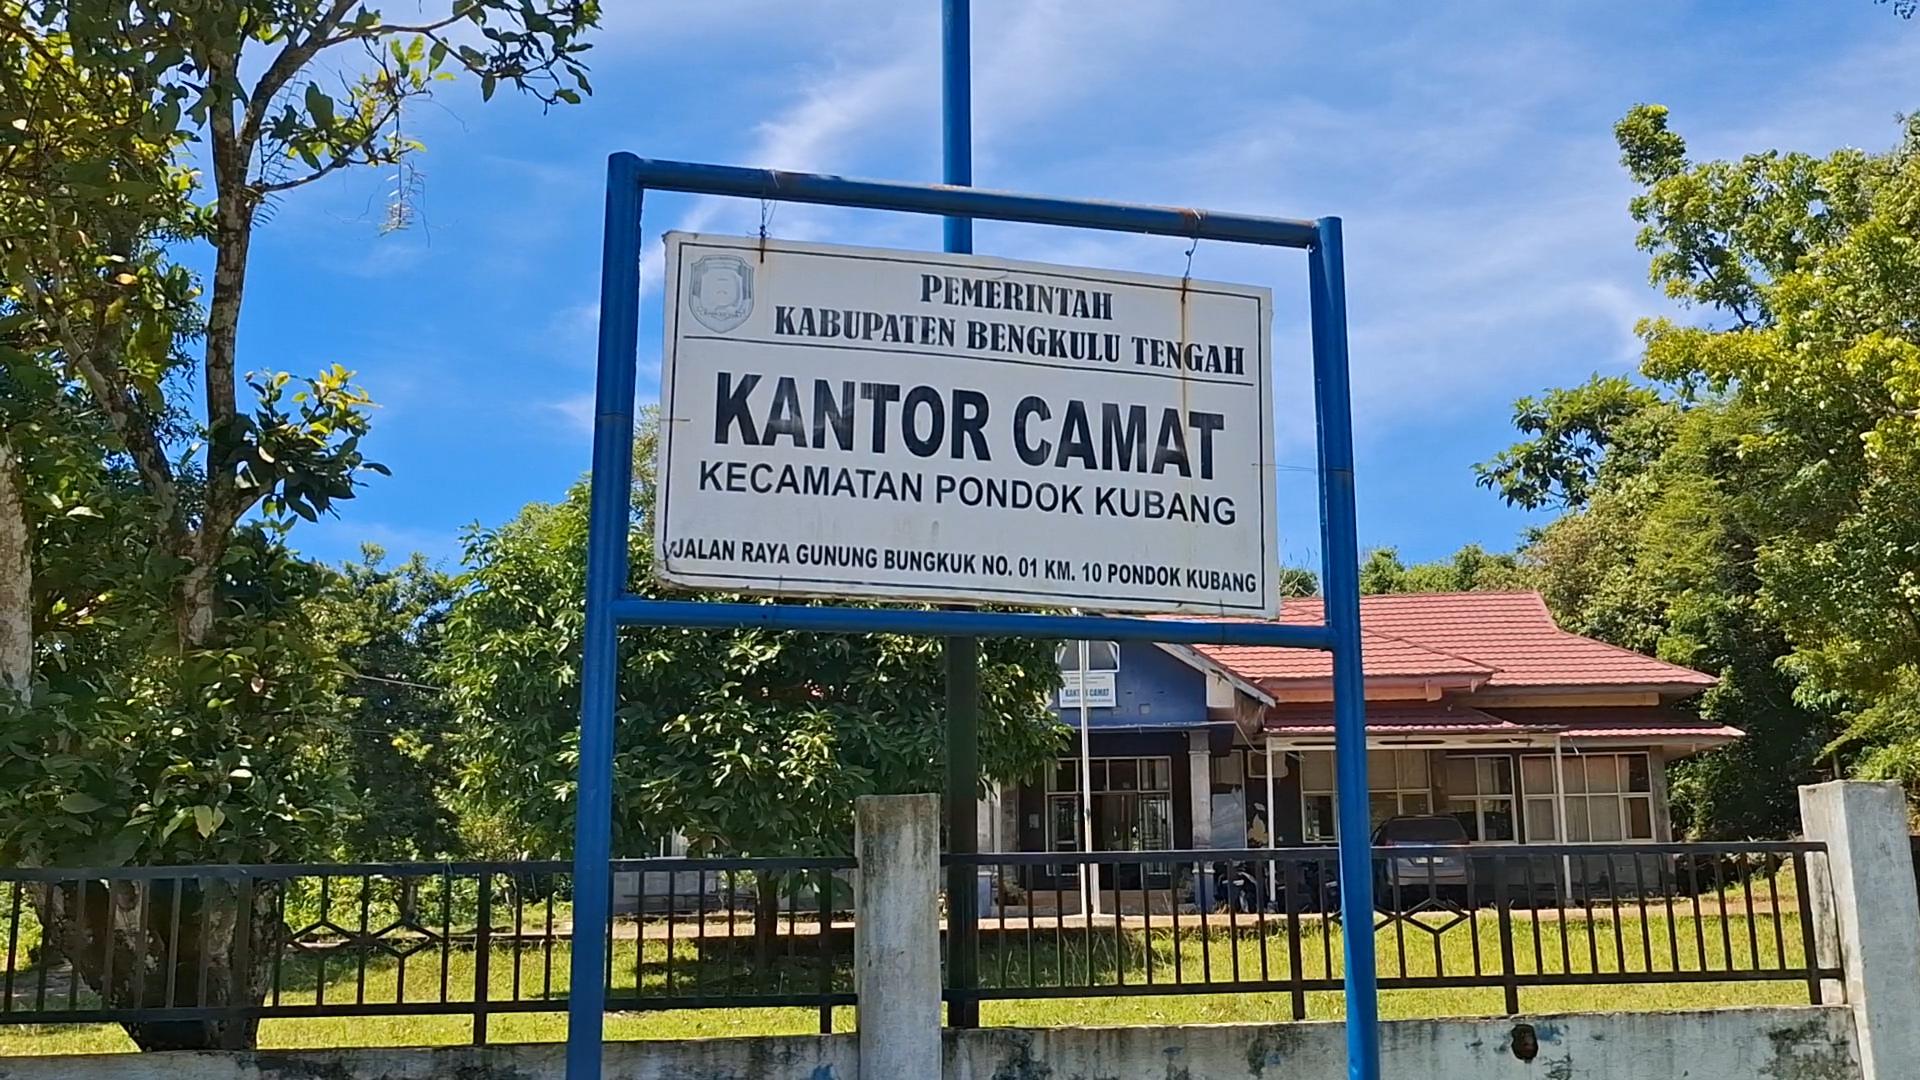 PEMERINTAH
KABUPATEN BENGKULU TENGAH
KANTOR CAMAT
KECAMATAN PONDOK KUBANG
JALAN RAYA GUNUNG BUNGKUK NO. 01 KM. 10 PONDOK KUBANG
KANTOR CAMAT